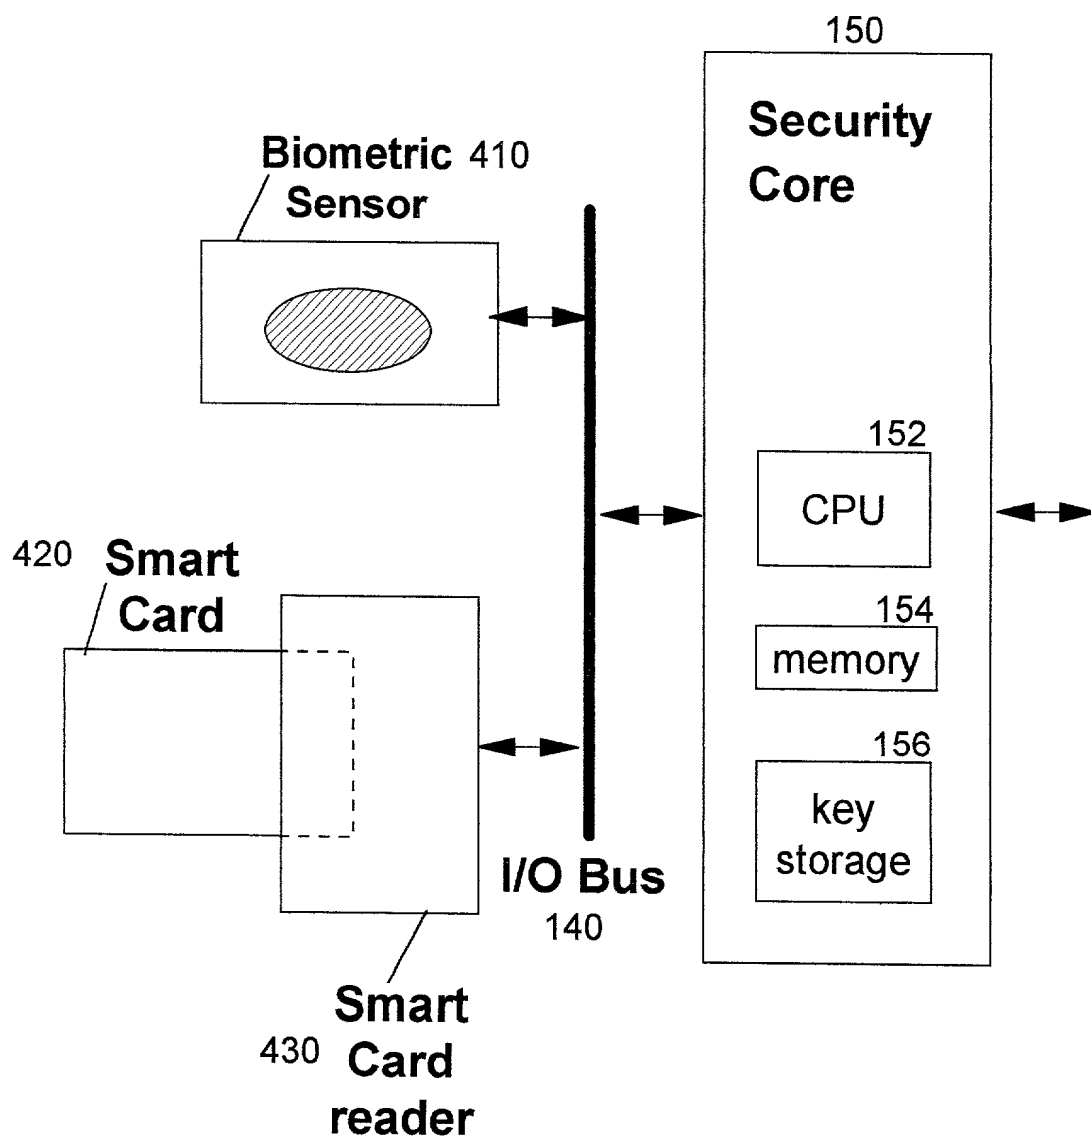 150
Security
Core
Biometric 410
Sensor
152
CPU
420 Smart
Card
154
memory
156
key
storage
I/O Bus
140
Smart
430 Card
reader